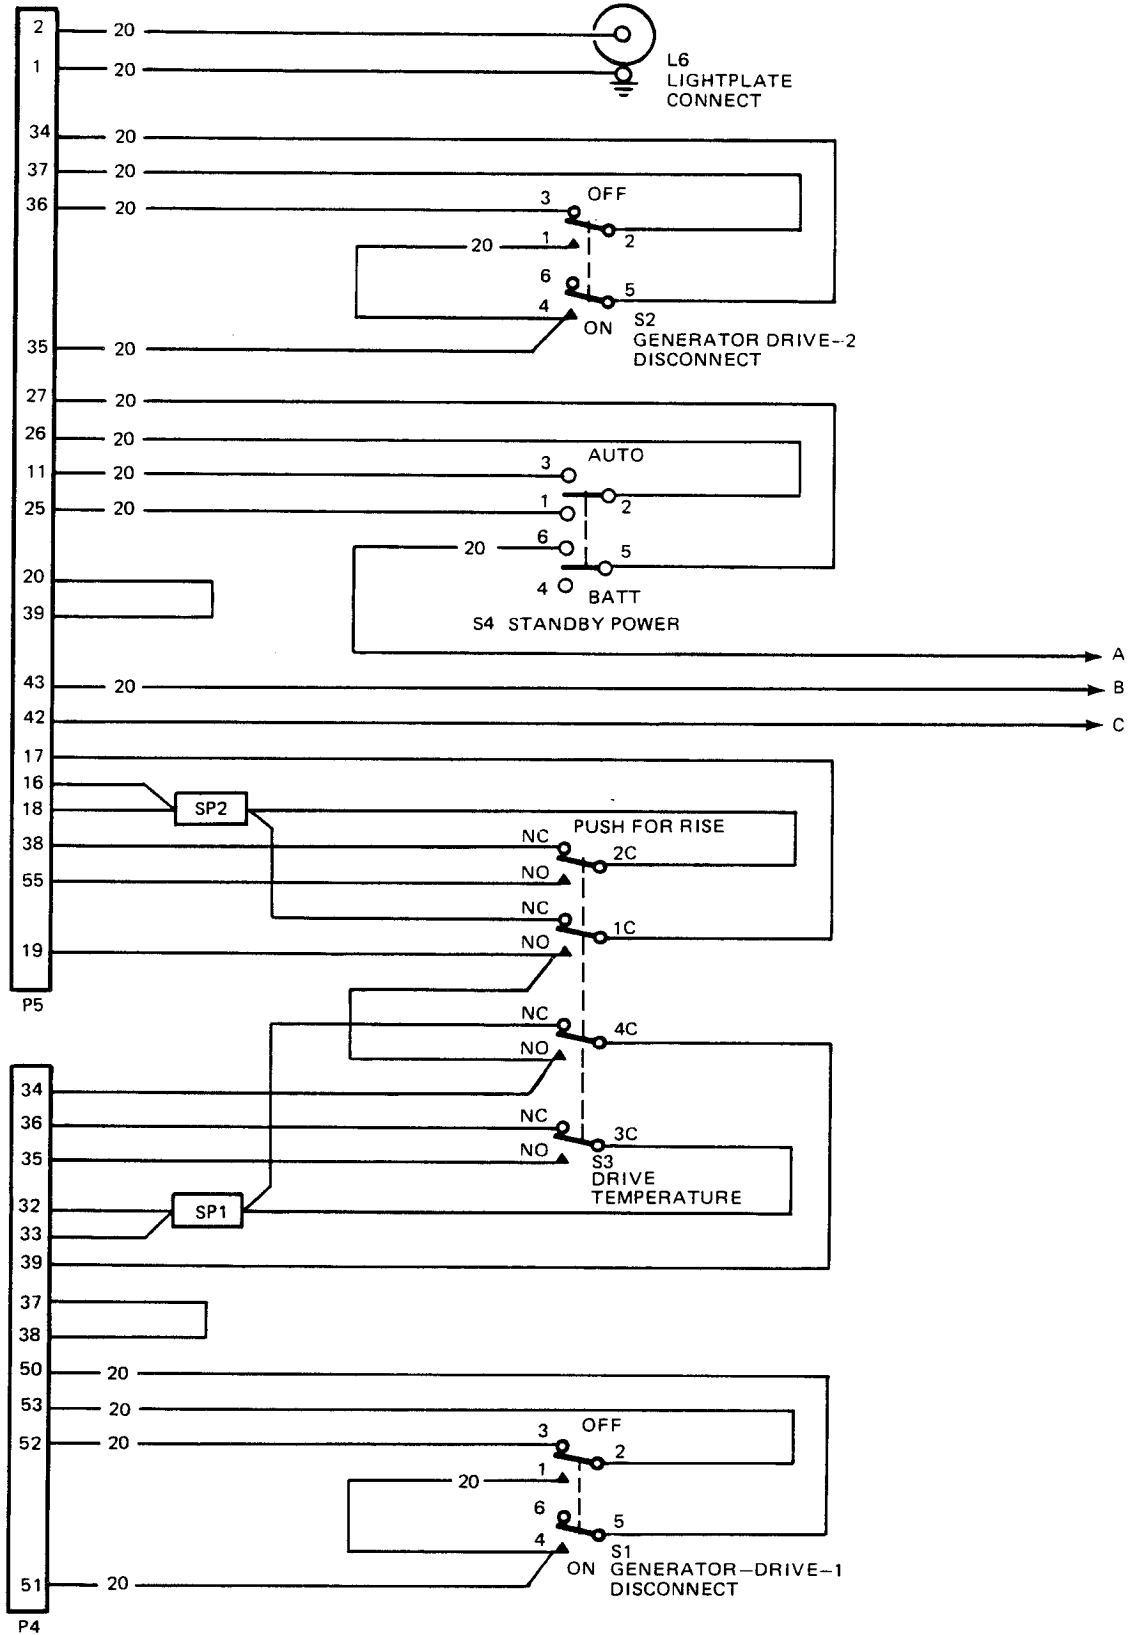 2 20
L6
1 20
LIGHTPLATE
CONNECT
34 20
37 20
36 20 3 OFF
20 1 2
6 5
4 ON S2
GENERATOR DRIVE--2
35 20
DISCONNECT
27 20
26 20
AUTO
11 20 3
25 20 1 2
20 6 5
20
4 BATT
39
S4 STANDBY POWER
A
43 20 B
42 C
17
16
18 SP2
PUSH FOR RISE
38 NC 2C
55 NO
NC 1C
19 NO
P5
NC 4C
NO
34
36 NC 3C
35 NO S3
DRIVE
TEMPERATURE
32 SP1
33
39
37
38
50 20
53 20
OFF
52 20 3 2
20 1
6 5
4 S1
ON GENERATOR–DRIVE–1
51 20 DISCONNECT
P4